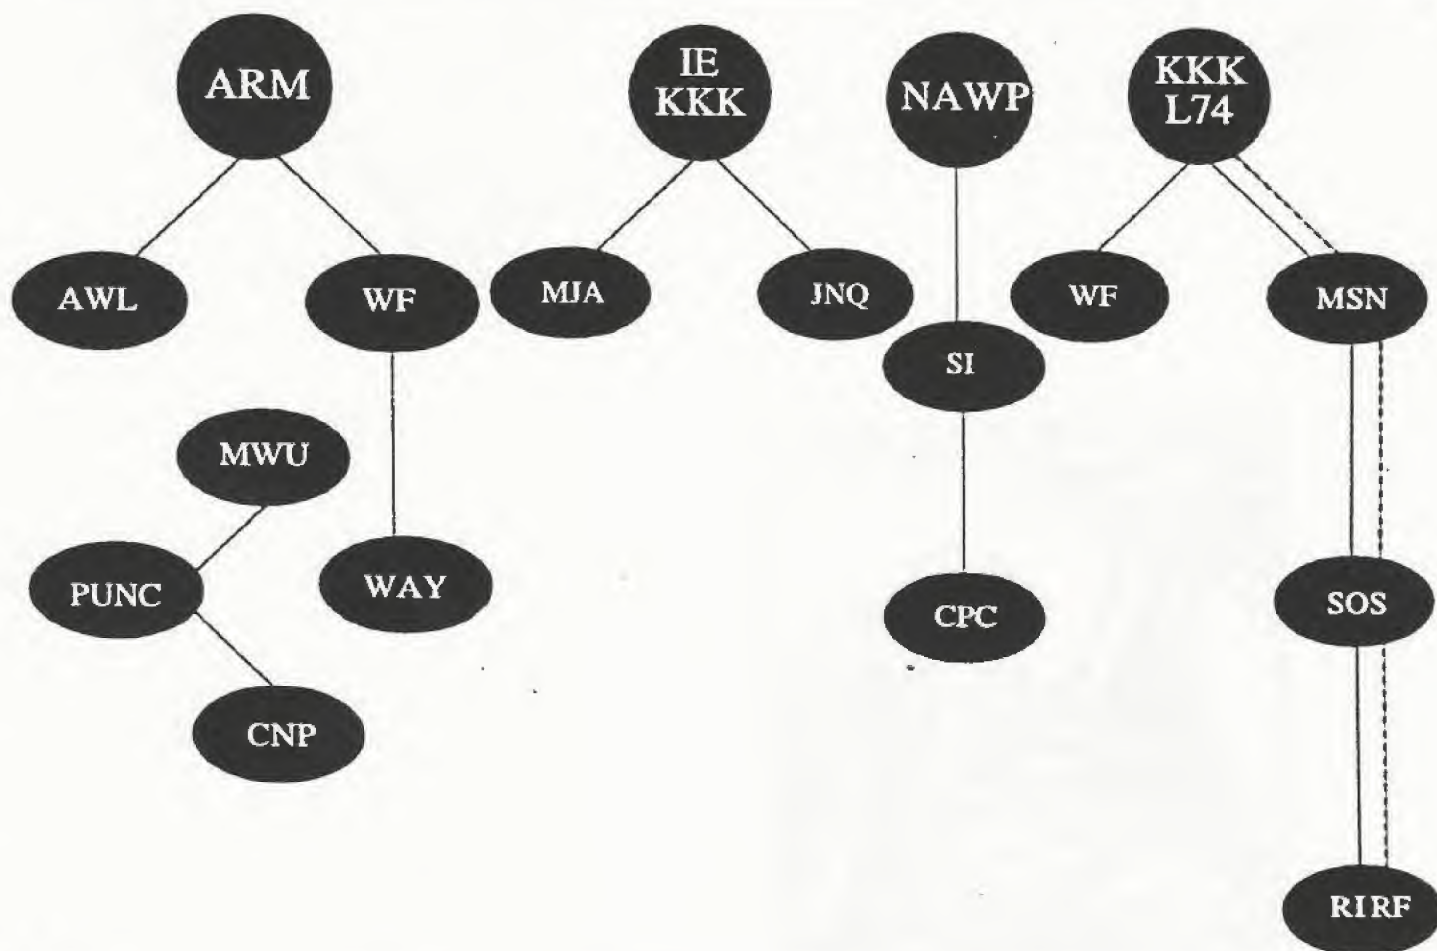 ARM
IE
KKK
NAWP
KKK
L74
AWL
WF
MJA
JNQ
WF
MSN
SI
MWU
PUNC
WAY
CPC
SOS
CNP
RIRF